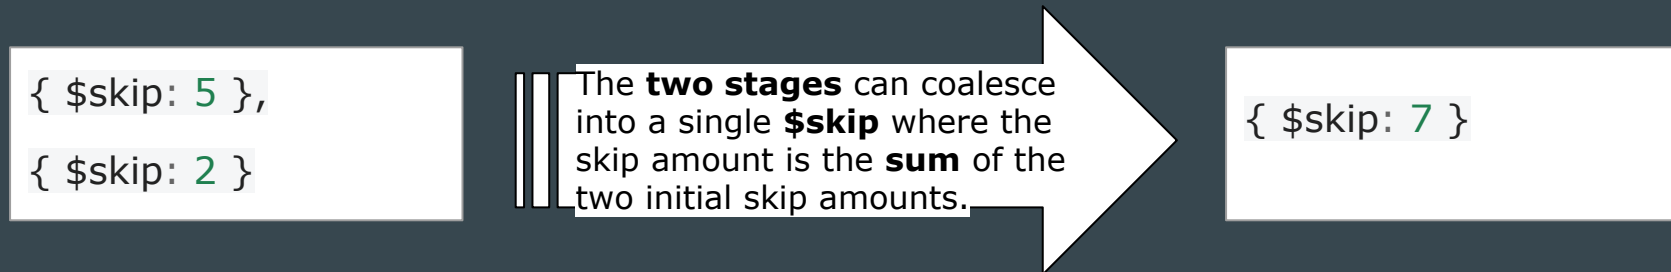 { $skip: 5 },
{ $skip: 2 }
The two stages can coalesce
into a single $skip where the
skip amount is the sum of the
two initial skip amounts.
{ $skip: 7 }